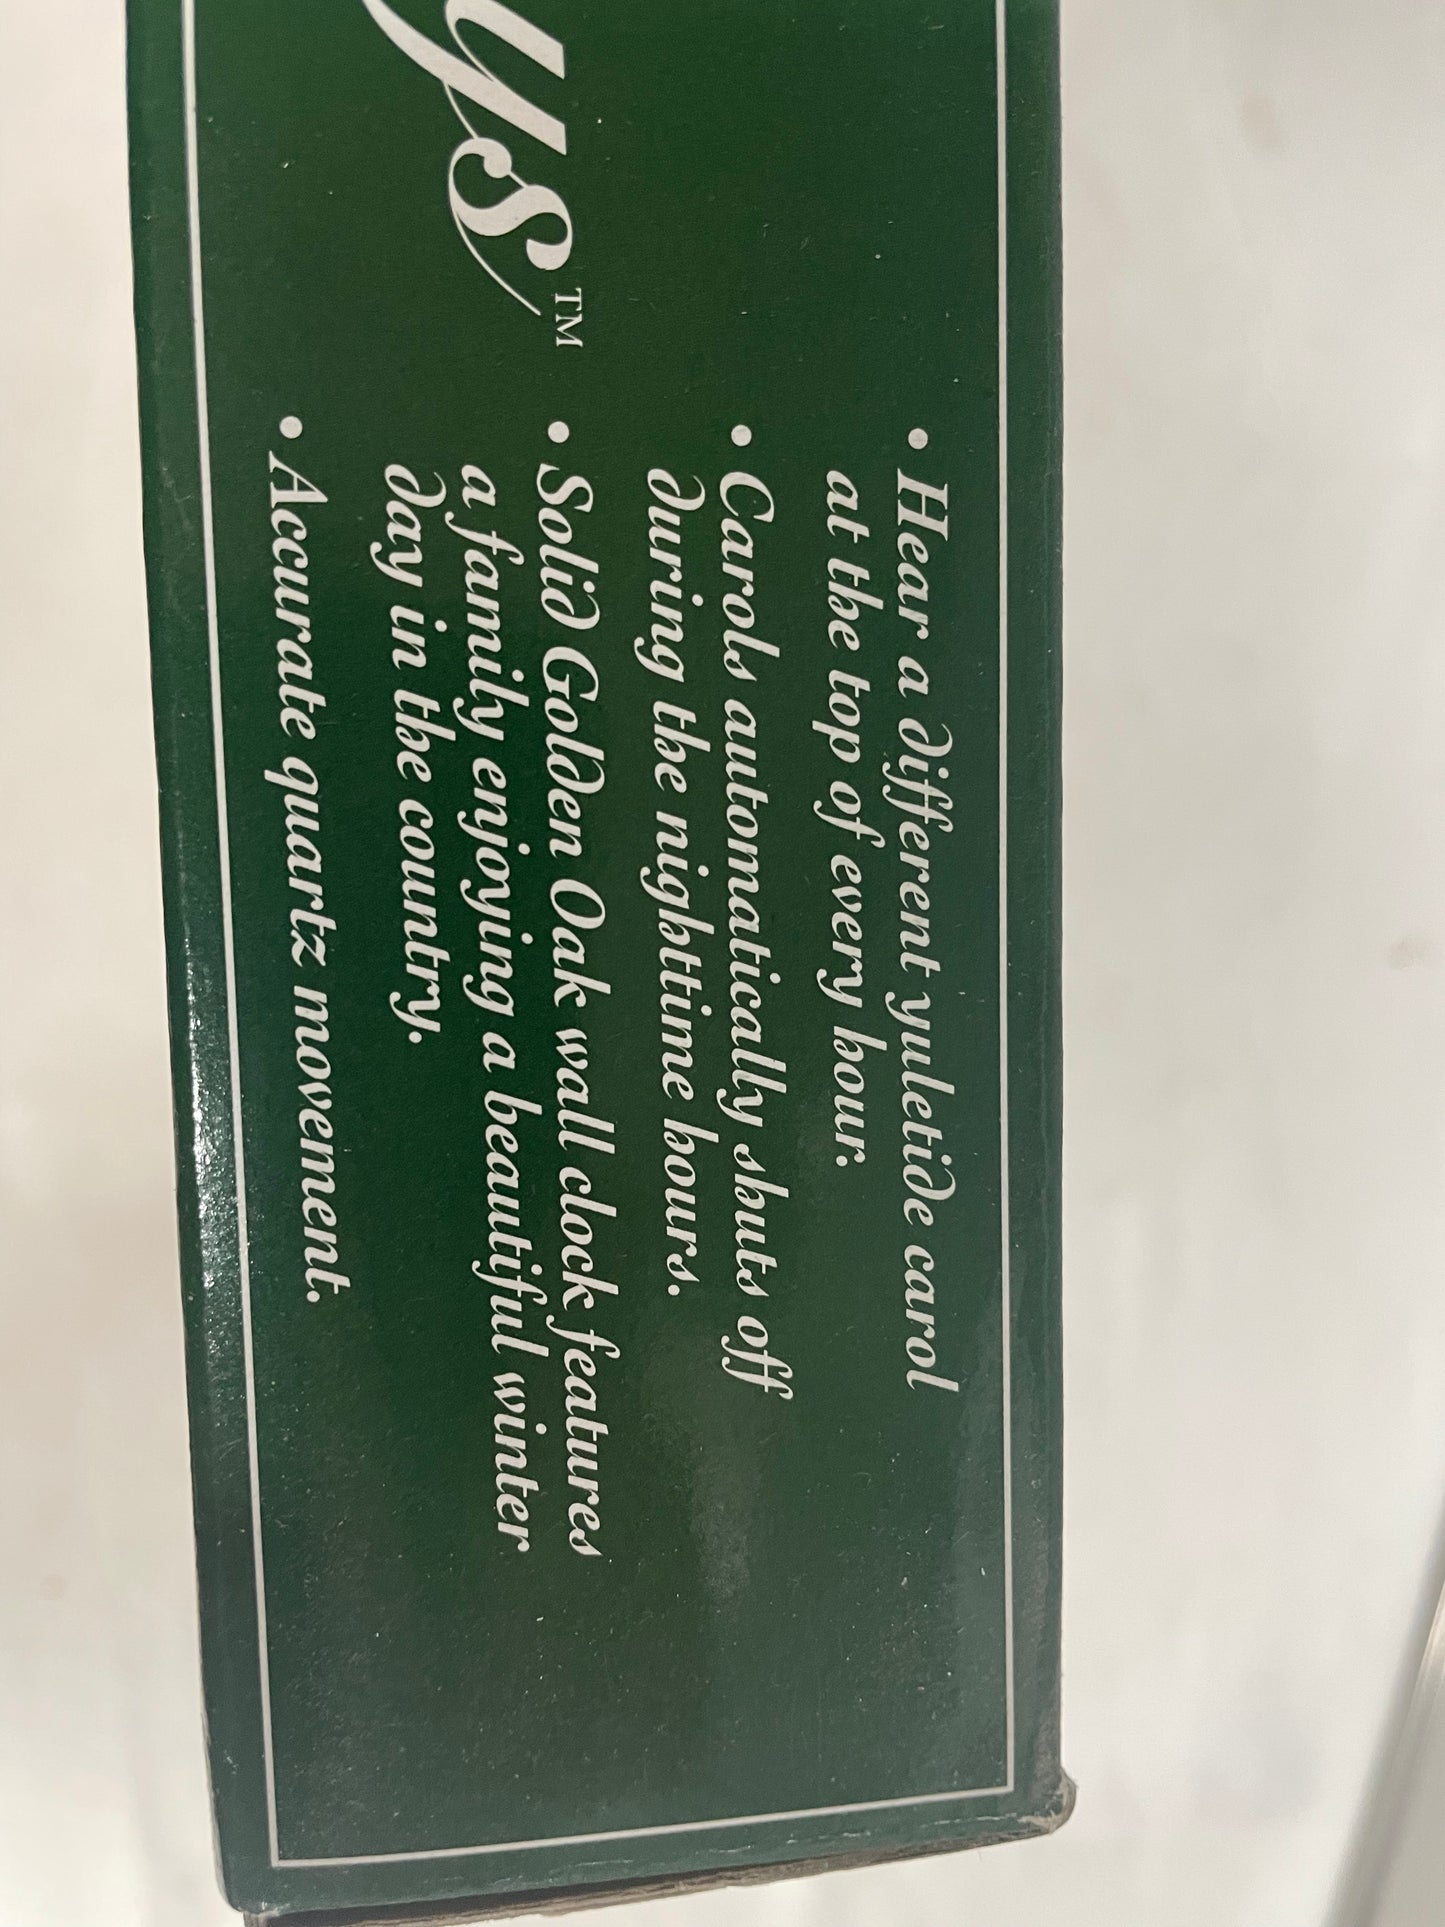 ys™
• Hear a different yuletide carol
at the top of every hour.
• Carols automatically shuts off
during the nighttime hours.
• Solid Golden Oak wall clock features
a family enjoying a beautiful winter
day in the country.
• Accurate quartz movement.